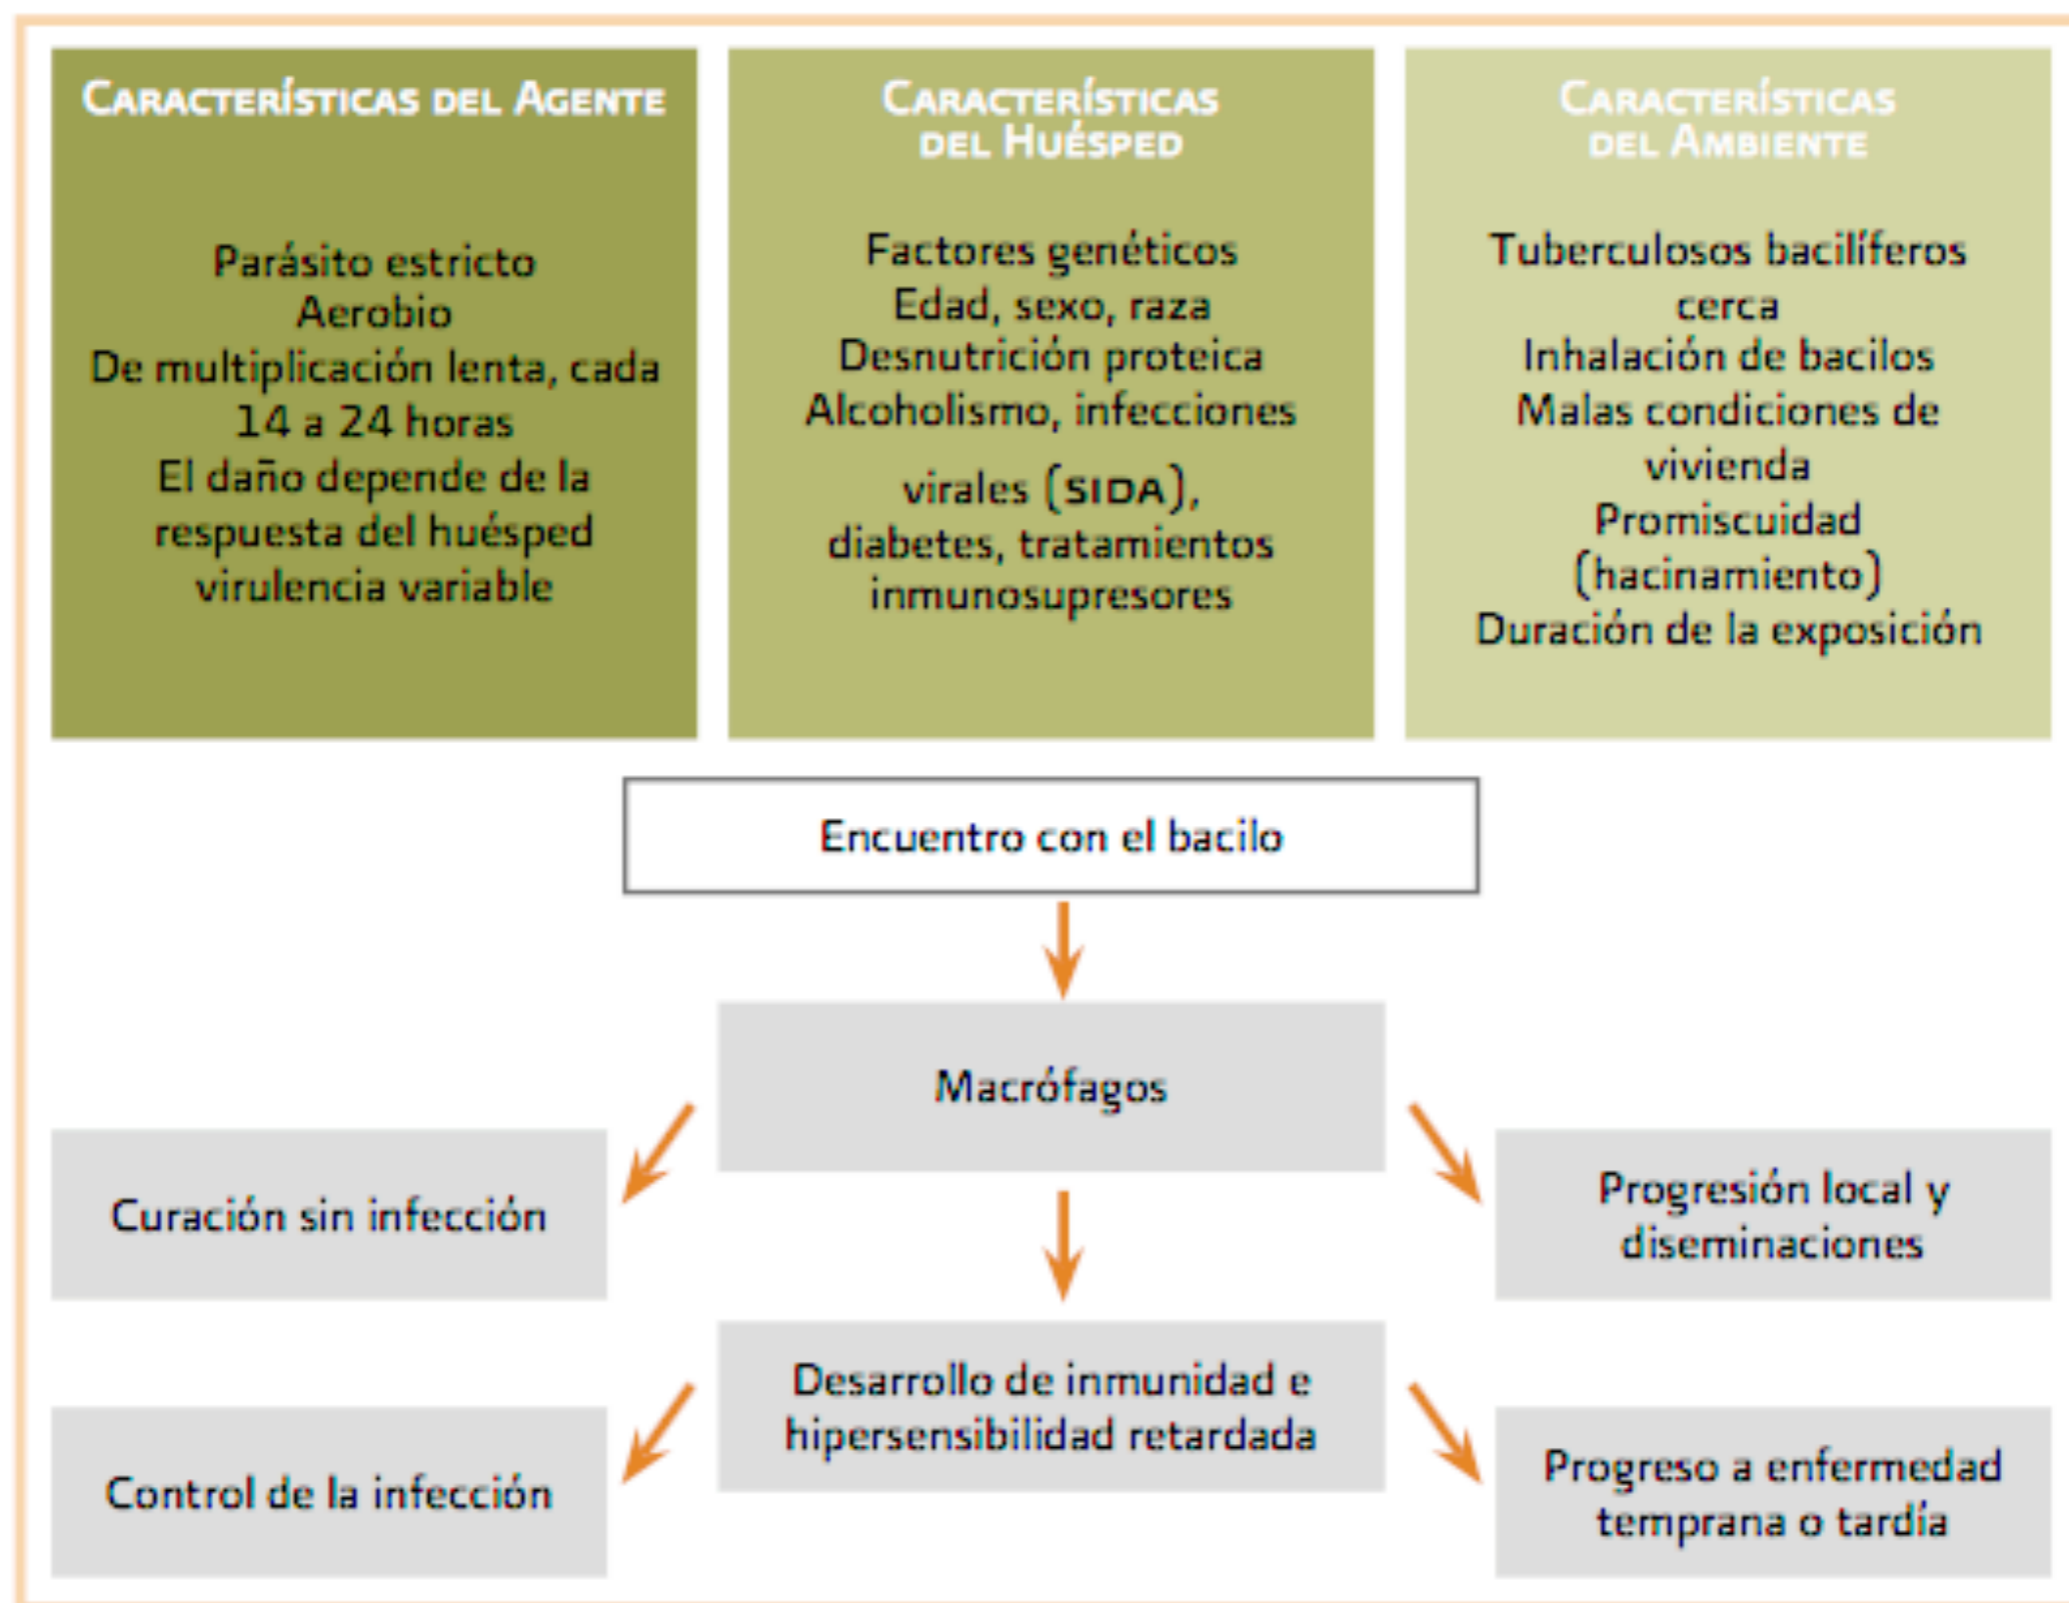 CARACTERÍSTICAS DEL AGENTE
Parásito estricto
Aerobio
De multiplicación lenta, cada
14 a 24 horas
El daño depende de la
respuesta del huésped
virulencia variable
CARACTERÍSTICAS
DEL HUÉSPED
Factores genéticos
Edad, sexo, raza
Desnutrición proteica
Alcoholismo, infecciones
virales (SIDA),
diabetes, tratamientos
inmunosupresores
CARACTERÍSTICAS
DEL AMBIENTE
Tuberculosos bacilíferos
cerca
Inhalación de bacilos
Malas condiciones de
vivienda
Promiscuidad
(hacinamiento)
Duración de la exposición
Encuentro con el bacilo
Macrófagos
Curación sin infección
Progresión local y
diseminaciones
Desarrollo de inmunidad e
hipersensibilidad retardada
Control de la infección
Progreso a enfermedad
temprana o tardía